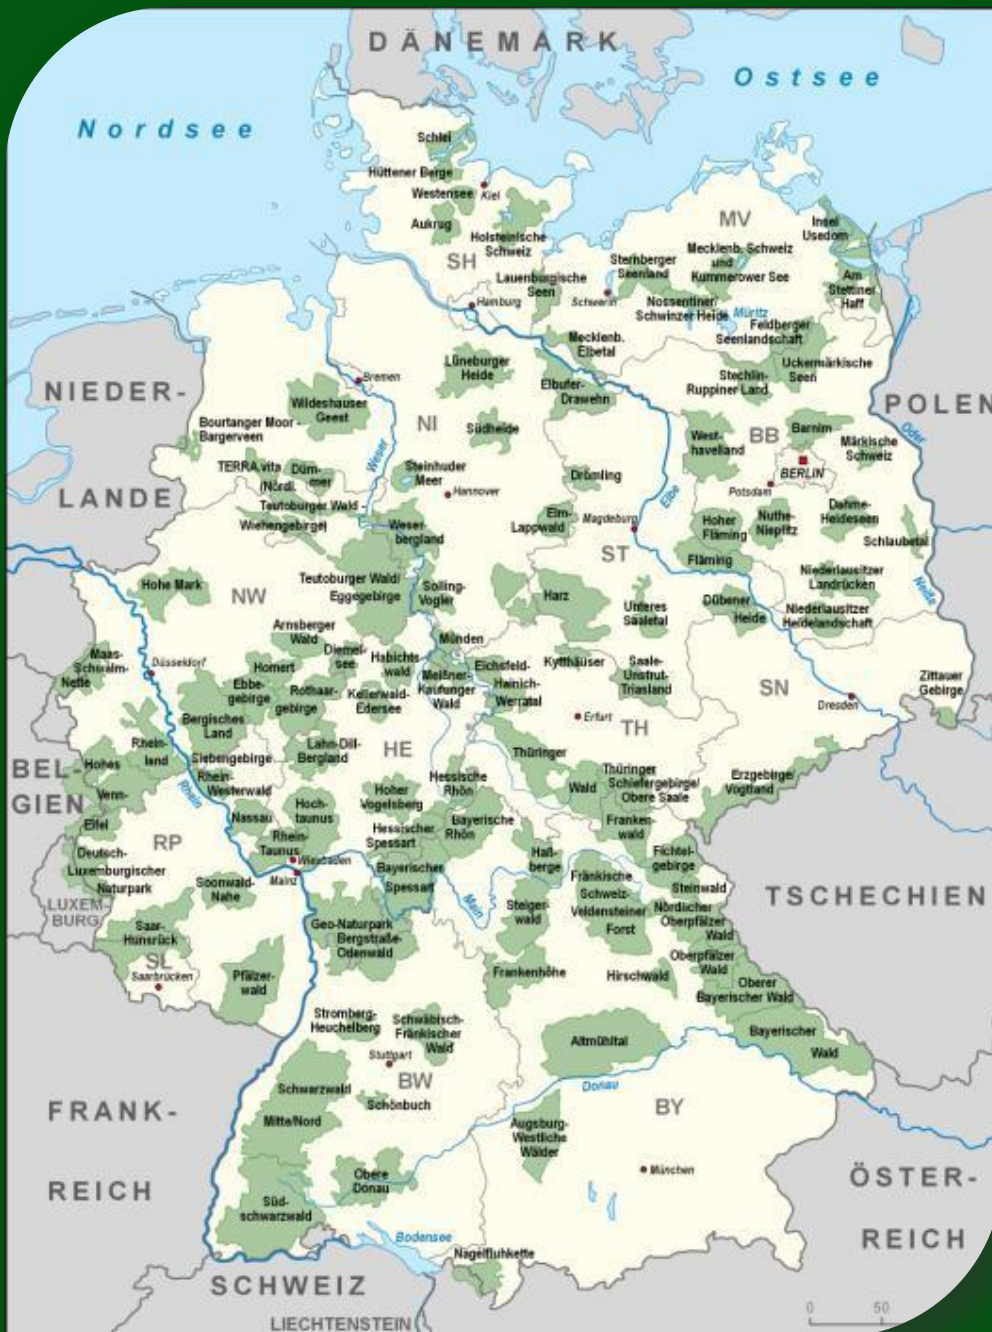 DÄNEMARK
Ostsee
Nordsee
Schlei
Hüttener Berge
Westensee
Kiel
Aukrug
Holsteinische
Schweiz
SH
MV
Insel
Usedom
Mecklenb. Schweiz
und
Kummerower See
Sternberger
Seenland
Am
Stettiner
Haff
Lauenburgische
Seen
Schwerin
Nossentiner/
Schwinzer Heide
Müritz
Hamburg
Feldberger
Seenlandschaft
Mecklenb.
Elbetal
Uckermärkische
Seen
Stechlin-
Ruppiner Land
Lüneburger
Heide
Elbufer-
Drawehn
NIEDER-
LANDE
Bremen
Wildeshauser
Geest
Bourtanger Moor -
Bargerveen
NI
Südheide
Weser
POLEN
Oder
West-
havelland
BB
Barnim
Märkische
Schweiz
BERLIN
Potsdam
TERRA.vita
(Nördl.
Teutoburger Wald -
Wiehengebirge)
Düm-
mer
Steinhuder
Meer
Hannover
Drömling
Elbe
Elm-
Lappwald
Magdeburg
Hoher
Fläming
Nuthe-
Nieplitz
Dahme-
Heideseen
Schlaubetal
Weser-
bergland
ST
Fläming
Niederlausitzer
Landrücken
Neiße
Hohe Mark
NW
Teutoburger Wald/
Eggegebirge
Solling-
Vogler
Harz
Unteres
Saaletal
Dübener
Heide
Niederlausitzer
Heidelandschaft
Arnsberger
Wald
Diemel-
see
Habichts-
wald
Münden
Maas-
Schwalm-
Nette
Düsseldorf
Homert
Ebbe-
gebirge
Rothaar-
gebirge
Kellerwald-
Edersee
Meißner-
Kaufunger
Wald
Eichsfeld-
Hainich-
Werratal
Kyffhäuser
Saale-
Unstrut-
Triasland
SN
Zittauer
Gebirge
Dresden
Erfurt
TH
Bergisches
Land
BEL-
GIEN
Hohes
Venn-
Eifel
Rhein-
land
Siebengebirge
Lahn-Dill-
Bergland
HE
Thüringer
Wald
Thüringer
Schiefergebirge/
Obere Saale
Erzgebirge/
Vogtland
Rhein
Rhein-
Westerwald
Nassau
Hoch-
taunus
Hoher
Vogelsberg
Hessische
Rhön
Bayerische
Rhön
Franken-
wald
RP
Rhein-
Taunus
Wiesbaden
Mainz
Hessischer
Spessart
Bayerischer
Spessart
Haß-
berge
Fichtel-
gebirge
Steinwald
Deutsch-
Luxemburgischer
Naturpark
LUXEM-
BURG
Soonwald-
Nahe
Main
Steiger-
wald
Fränkische
Schweiz-
Veldensteiner
Forst
Nördlicher
Oberpfälzer
Wald
TSCHECHIEN
Saar-
Hunsrück
SL
Saarbrücken
Pfälzer-
wald
Geo-Naturpark
Bergstraße-
Odenwald
Frankenhöhe
Hirschwald
Oberpfälzer
Wald
Oberer
Bayerischer Wald
Bayerischer
Wald
Stromberg-
Heuchelberg
Schwäbisch-
Fränkischer
Wald
Altmühltal
Stuttgart
BW
Donau
FRANK-
REICH
Schwarzwald
Mitte/Nord
Schönbuch
Augsburg-
Westliche
Wälder
BY
München
Obere
Donau
Süd-
schwarzwald
Bodensee
ÖSTER-
REICH
Nagelfluhkette
SCHWEIZ
LIECHTENSTEIN
0 50